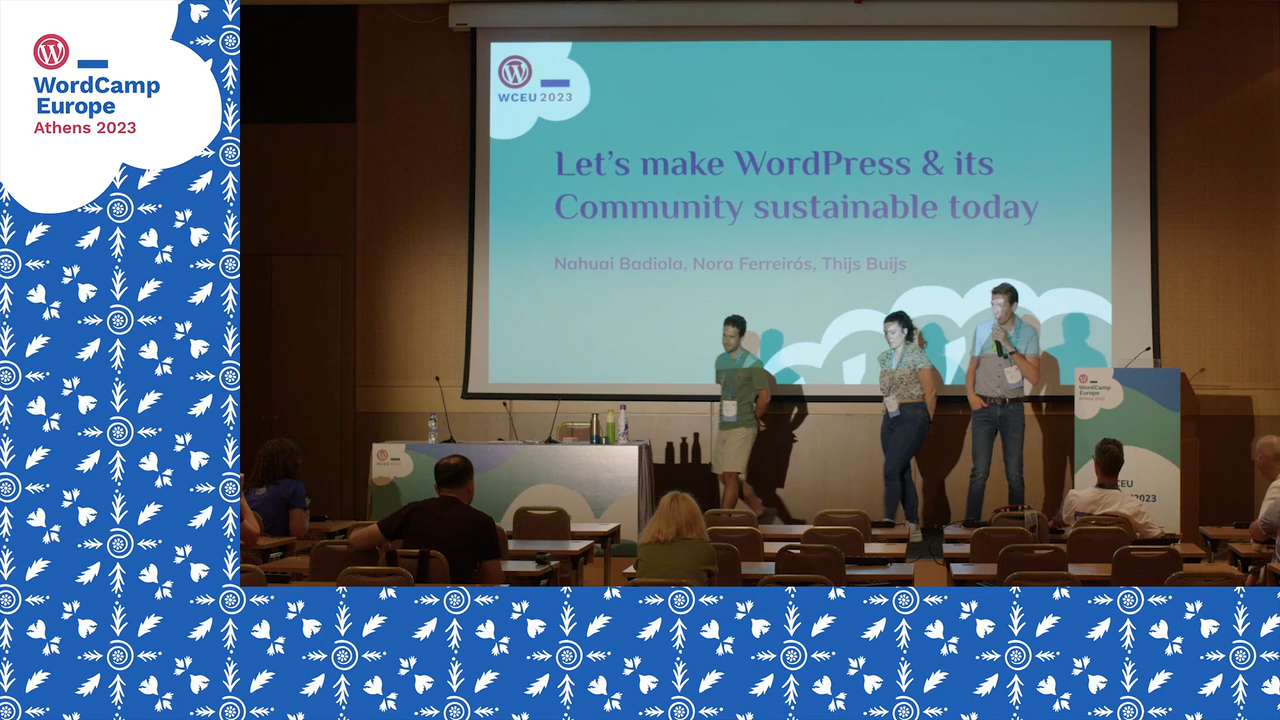 WordCamp
Europe
Athens 2023
WCEU 2023
Let's make WordPress & its
Community sustainable today
Nahuai Badiola, Nora Ferreirós, Thijs Buijs
WordCamp
Europe